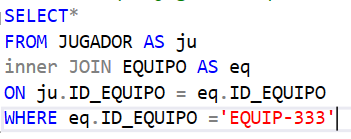 SELECT*
FROM JUGADOR AS ju
inner JOIN EQUIPO AS eq
ON ju.ID_EQUIPO = eq.ID_EQUIPO
WHERE eq.ID_EQUIPO ='EQUIP-333'